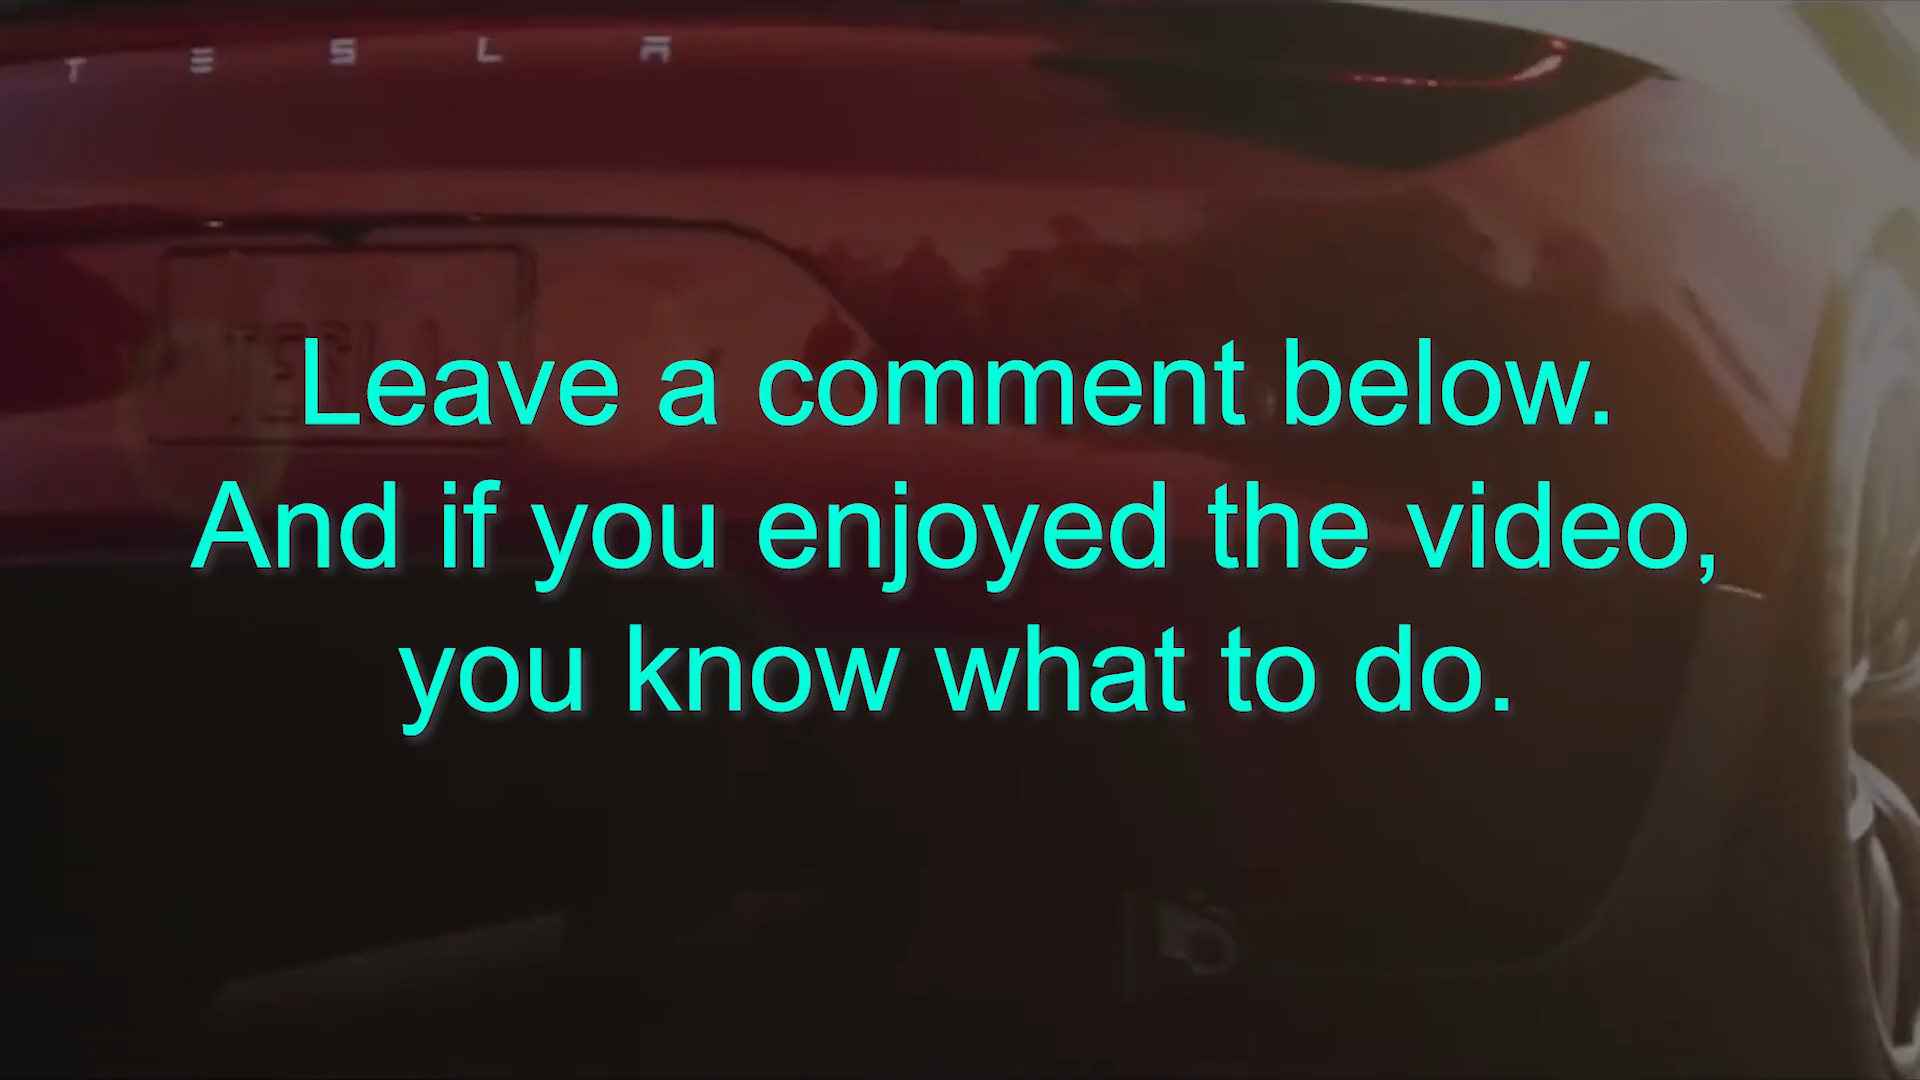 TESLA
Leave a comment below.
And if you enjoyed the video,
you know what to do.